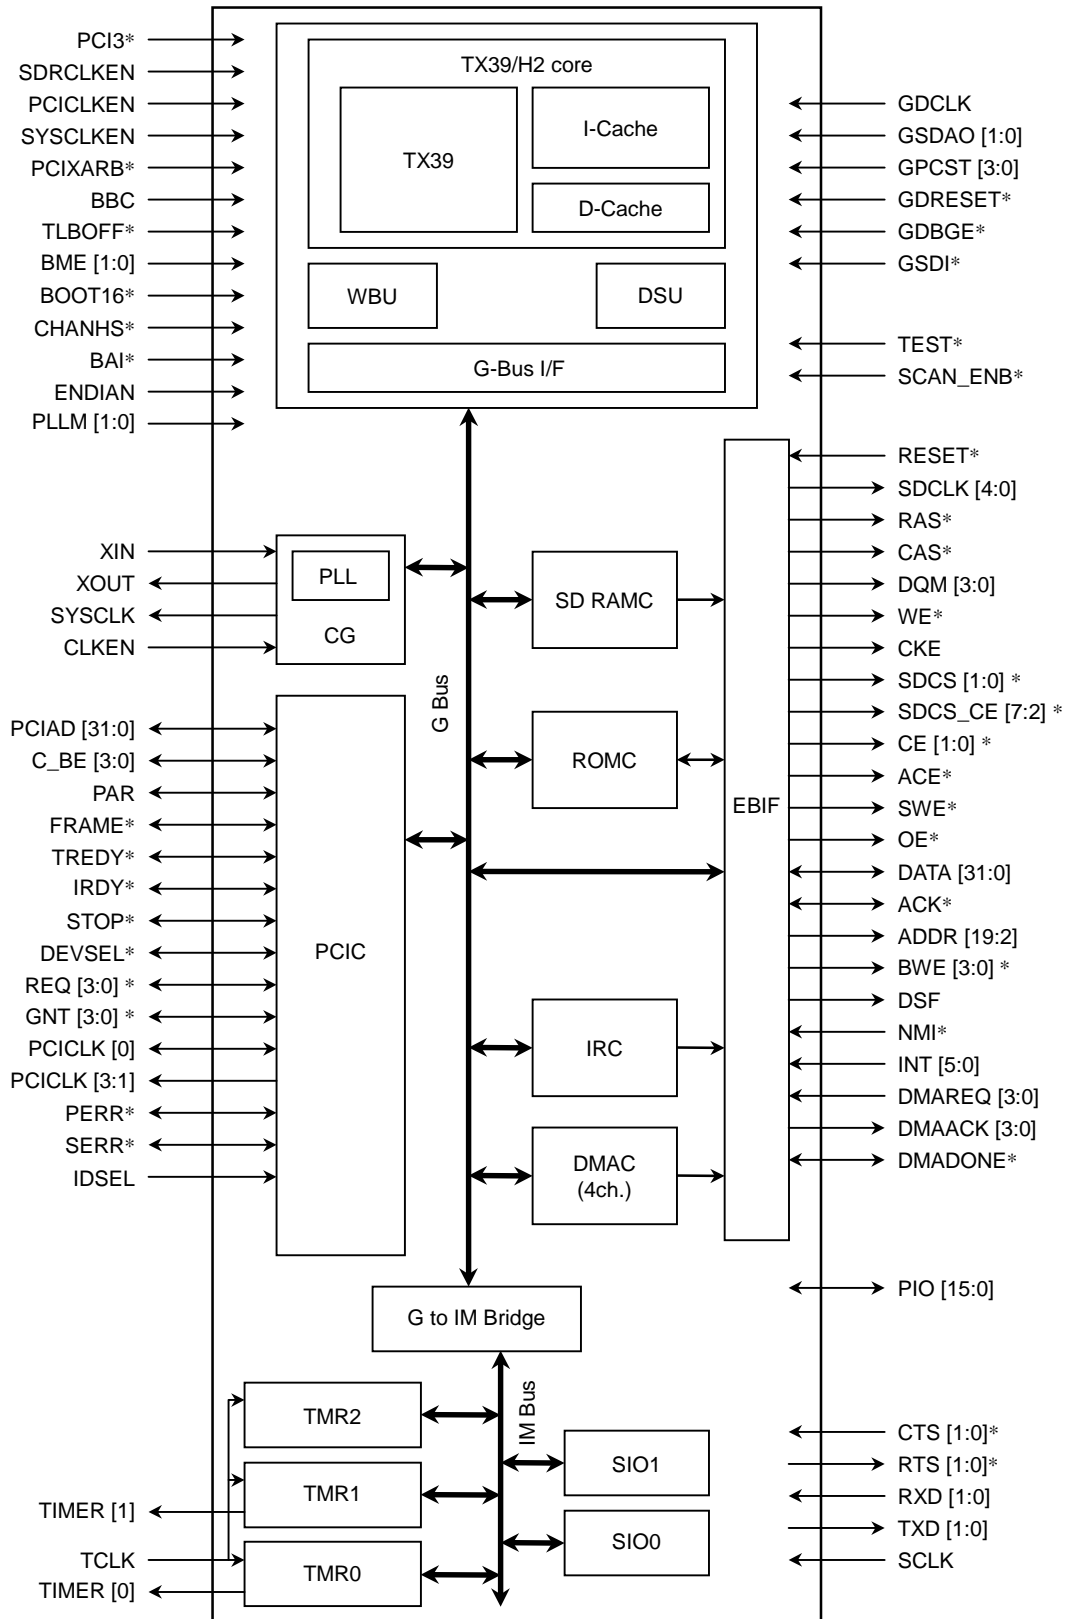 PCI3*
SDRCLKEN
PCICLKEN
SYSCLKEN
PCIXARB*
BBC
TLBOFF*
BME [1:0]
BOOT16*
CHANHS*
BAI*
ENDIAN
PLLM [1:0]
XIN
XOUT
SYSCLK
CLKEN
PCIAD [31:0]
C_BE [3:0]
PAR
FRAME*
TREDY*
IRDY*
STOP*
DEVSEL*
REQ [3:0] *
GNT [3:0] *
PCICLK [0]
PCICLK [3:1]
PERR*
SERR*
IDSEL
TIMER [1]
TCLK
TIMER [0]
TX39/H2 core
TX39
I-Cache
D-Cache
WBU
DSU
G-Bus I/F
PLL
CG
G Bus
SD RAMC
ROMC
EBIF
PCIC
IRC
DMAC
(4ch.)
G to IM Bridge
IM Bus
TMR2
TMR1
TMR0
SIO1
SIO0
GDCLK
GSDAO [1:0]
GPCST [3:0]
GDRESET*
GDBGE*
GSDI*
TEST*
SCAN_ENB*
RESET*
SDCLK [4:0]
RAS*
CAS*
DQM [3:0]
WE*
CKE
SDCS [1:0] *
SDCS_CE [7:2] *
CE [1:0] *
ACE*
SWE*
OE*
DATA [31:0]
ACK*
ADDR [19:2]
BWE [3:0] *
DSF
NMI*
INT [5:0]
DMAREQ [3:0]
DMAACK [3:0]
DMADONE*
PIO [15:0]
CTS [1:0]*
RTS [1:0]*
RXD [1:0]
TXD [1:0]
SCLK